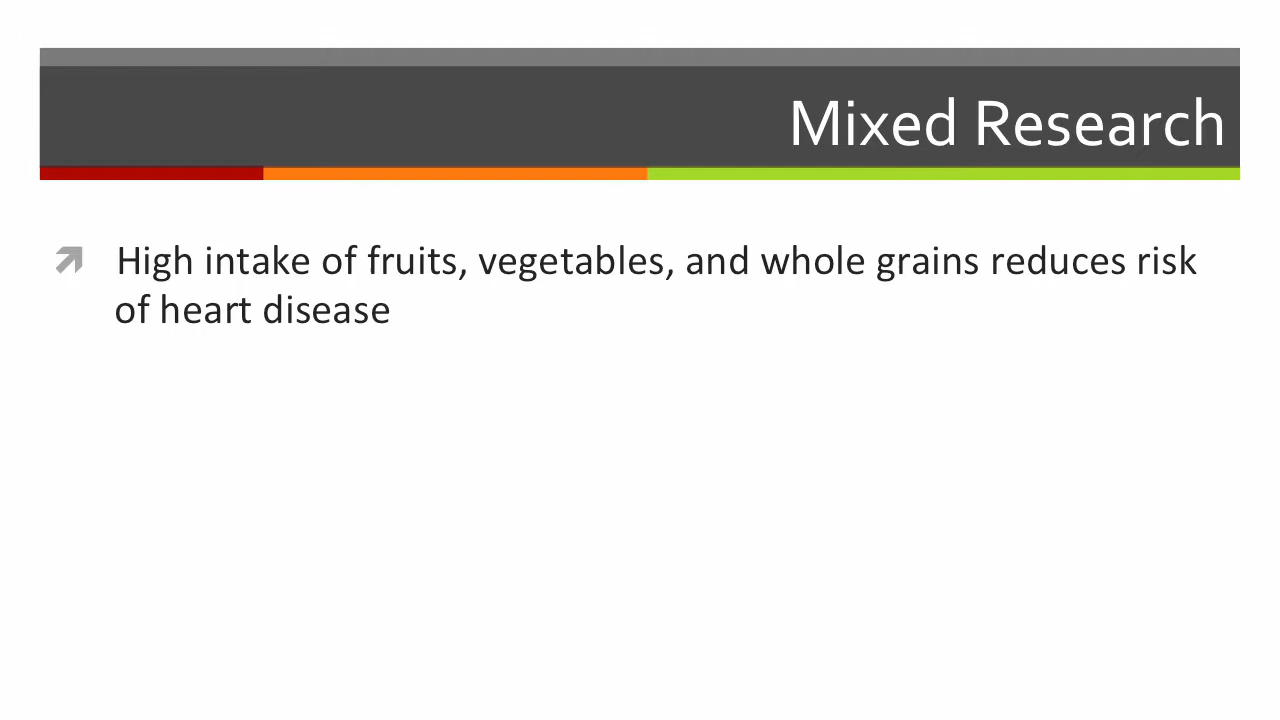 Mixed Research
High intake of fruits, vegetables, and whole grains reduces risk
of heart disease